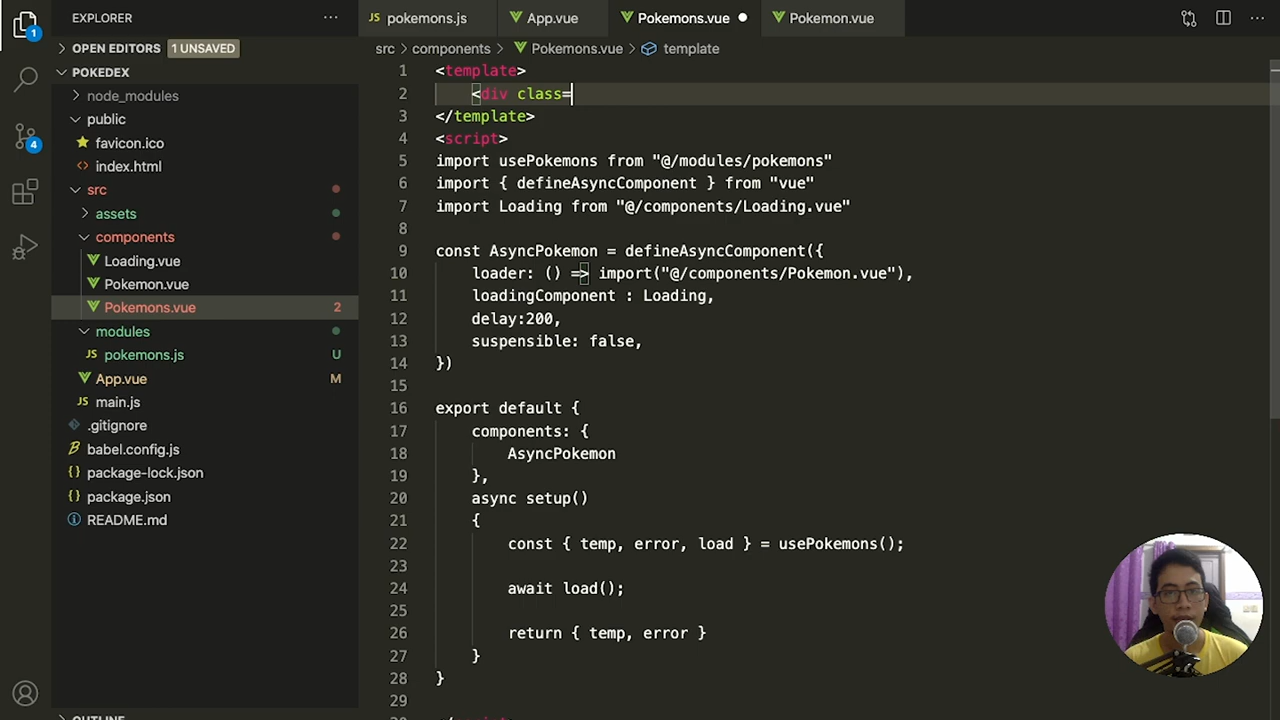 EXPLORER
pokemons.js
App.vue
Pokemons.vue
Pokemon.vue
1
OPEN EDITORS 1 UNSAVED
src > components > Pokemons.vue > template
POKEDEX
node_modules
public
favicon.ico
index.html
src
assets
components
Loading.vue
Pokemon.vue
Pokemons.vue 2
modules
JS pokemons.js U
App.vue M
JS main.js
.gitignore
babel.config.js
{} package-lock.json
{} package.json
README.md
4
1 <template>
2 <div class=
3 </template>
4 <script>
5 import usePokemons from "@/modules/pokemons"
6 import { defineAsyncComponent } from "vue"
7 import Loading from "@/components/Loading.vue"
8
9 const AsyncPokemon = defineAsyncComponent({
10 loader: () => import("@/components/Pokemon.vue"),
11 loadingComponent : Loading,
12 delay:200,
13 suspensible: false,
14 })
15
16 export default {
17 components: {
18 AsyncPokemon
19 },
20 async setup()
21 {
22 const { temp, error, load } = usePokemons();
23
24 await load();
25
26 return { temp, error }
27 }
28 }
29